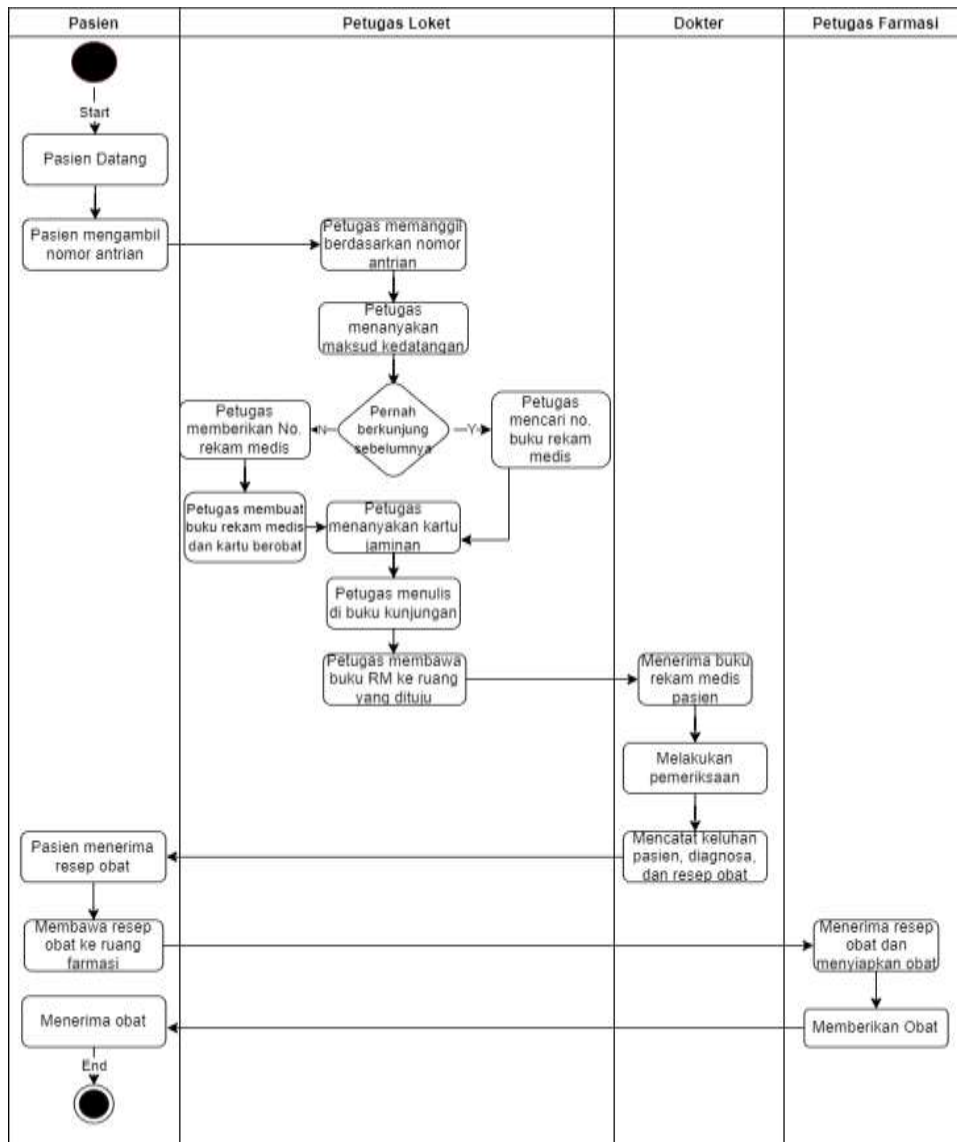 Pasien
Petugas Loket
Dokter
Petugas Farmasi
Start
Pasien Datang
Pasien mengambil
nomor antrian
Petugas memanggil
berdasarkan nomor
antrian
Petugas
menanyakan
maksud kedatangan
Pernah
berkunjung
sebelumnya
N
Y
Petugas
memberikan No.
rekam medis
Petugas
mencari no.
buku rekam
medis
Petugas membuat
buku rekam medis
dan kartu berobat
Petugas
menanyakan kartu
jaminan
Petugas menulis
di buku kunjungan
Petugas membawa
buku RM ke ruang
yang dituju
Menerima buku
rekam medis
pasien
Melakukan
pemeriksaan
Mencatat keluhan
pasien, diagnosa,
dan resep obat
Pasien menerima
resep obat
Membawa resep
obat ke ruang
farmasi
Menerima resep
obat dan
menyiapkan obat
Memberikan Obat
Menerima obat
End